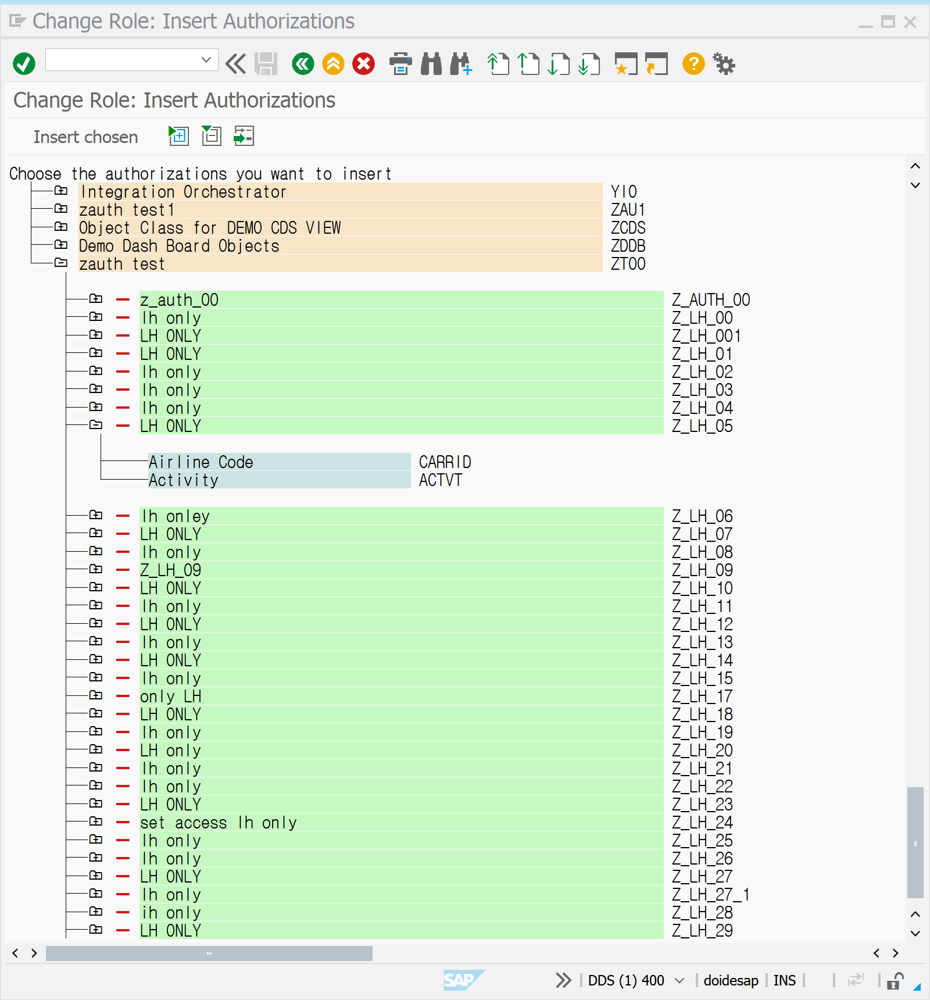 Change Role: Insert Authorizations
Change Role: Insert Authorizations
Insert chosen
Choose the authorizations you want to insert
Integration Orchestrator YIO
zauth test1 ZAU1
Object Class for DEMO CDS VIEW ZCDS
Demo Dash Board Objects ZDDB
zauth test ZT00
z_auth_00 Z_AUTH_00
lh only Z_LH_00
LH ONLY Z_LH_001
LH ONLY Z_LH_01
lh only Z_LH_02
lh only Z_LH_03
lh only Z_LH_04
LH ONLY Z_LH_05
Airline Code CARRID
Activity ACTVT
lh onley Z_LH_06
LH ONLY Z_LH_07
lh only Z_LH_08
Z_LH_09 Z_LH_09
LH ONLY Z_LH_10
lh only Z_LH_11
LH ONLY Z_LH_12
lh only Z_LH_13
LH ONLY Z_LH_14
lh only Z_LH_15
only LH Z_LH_17
LH ONLY Z_LH_18
lh only Z_LH_19
LH only Z_LH_20
lh only Z_LH_21
lh only Z_LH_22
LH ONLY Z_LH_23
set access lh only Z_LH_24
lh only Z_LH_25
lh only Z_LH_26
LH ONLY Z_LH_27
lh only Z_LH_27_1
ih only Z_LH_28
LH ONLY Z_LH_29
SAP DDS (1) 400 doidesap INS